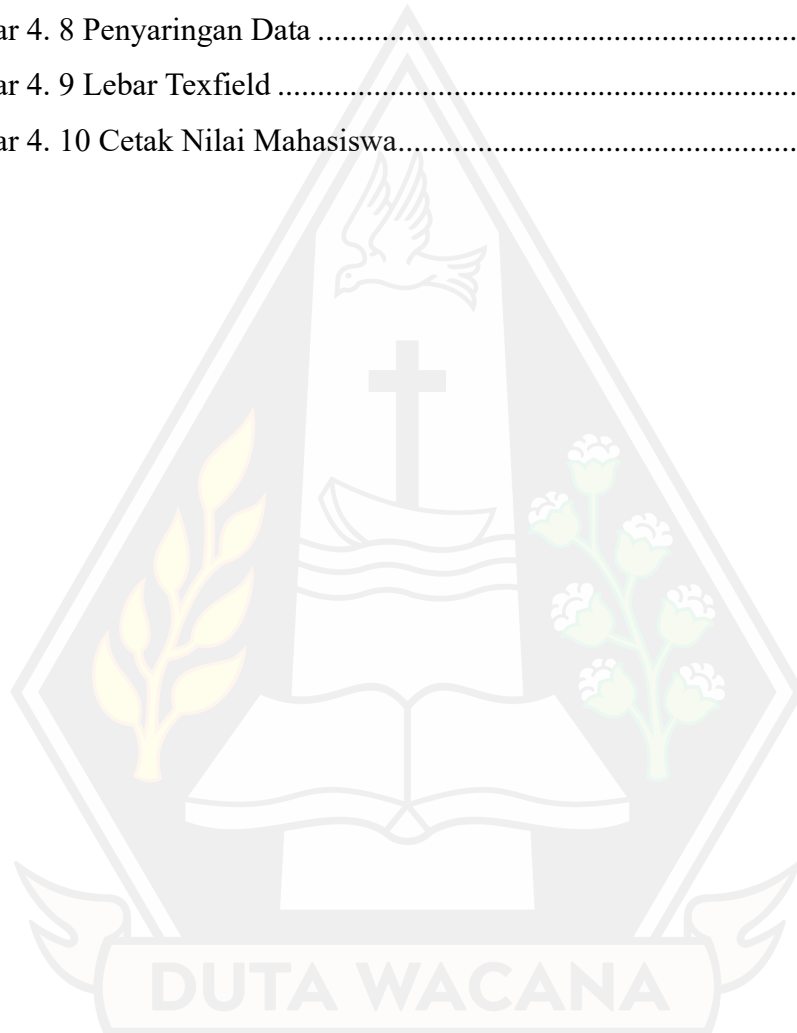 ar 4. 8 Penyaringan Data ............................................................
ar 4. 9 Lebar Texfield .................................................................
ar 4. 10 Cetak Nilai Mahasiswa..................................................
DUTA WACANA